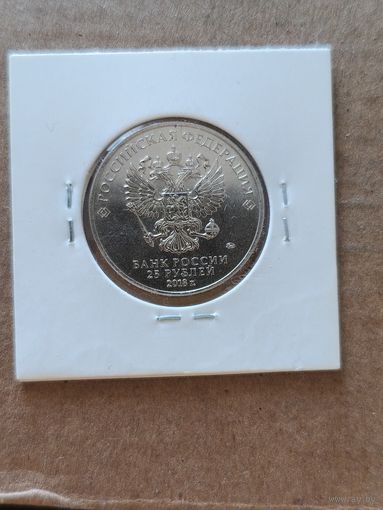 РОССИЙСКАЯ ФЕДЕРАЦИЯ
БАНК РОССИИ
25 РУБЛЕЙ
2018 г.